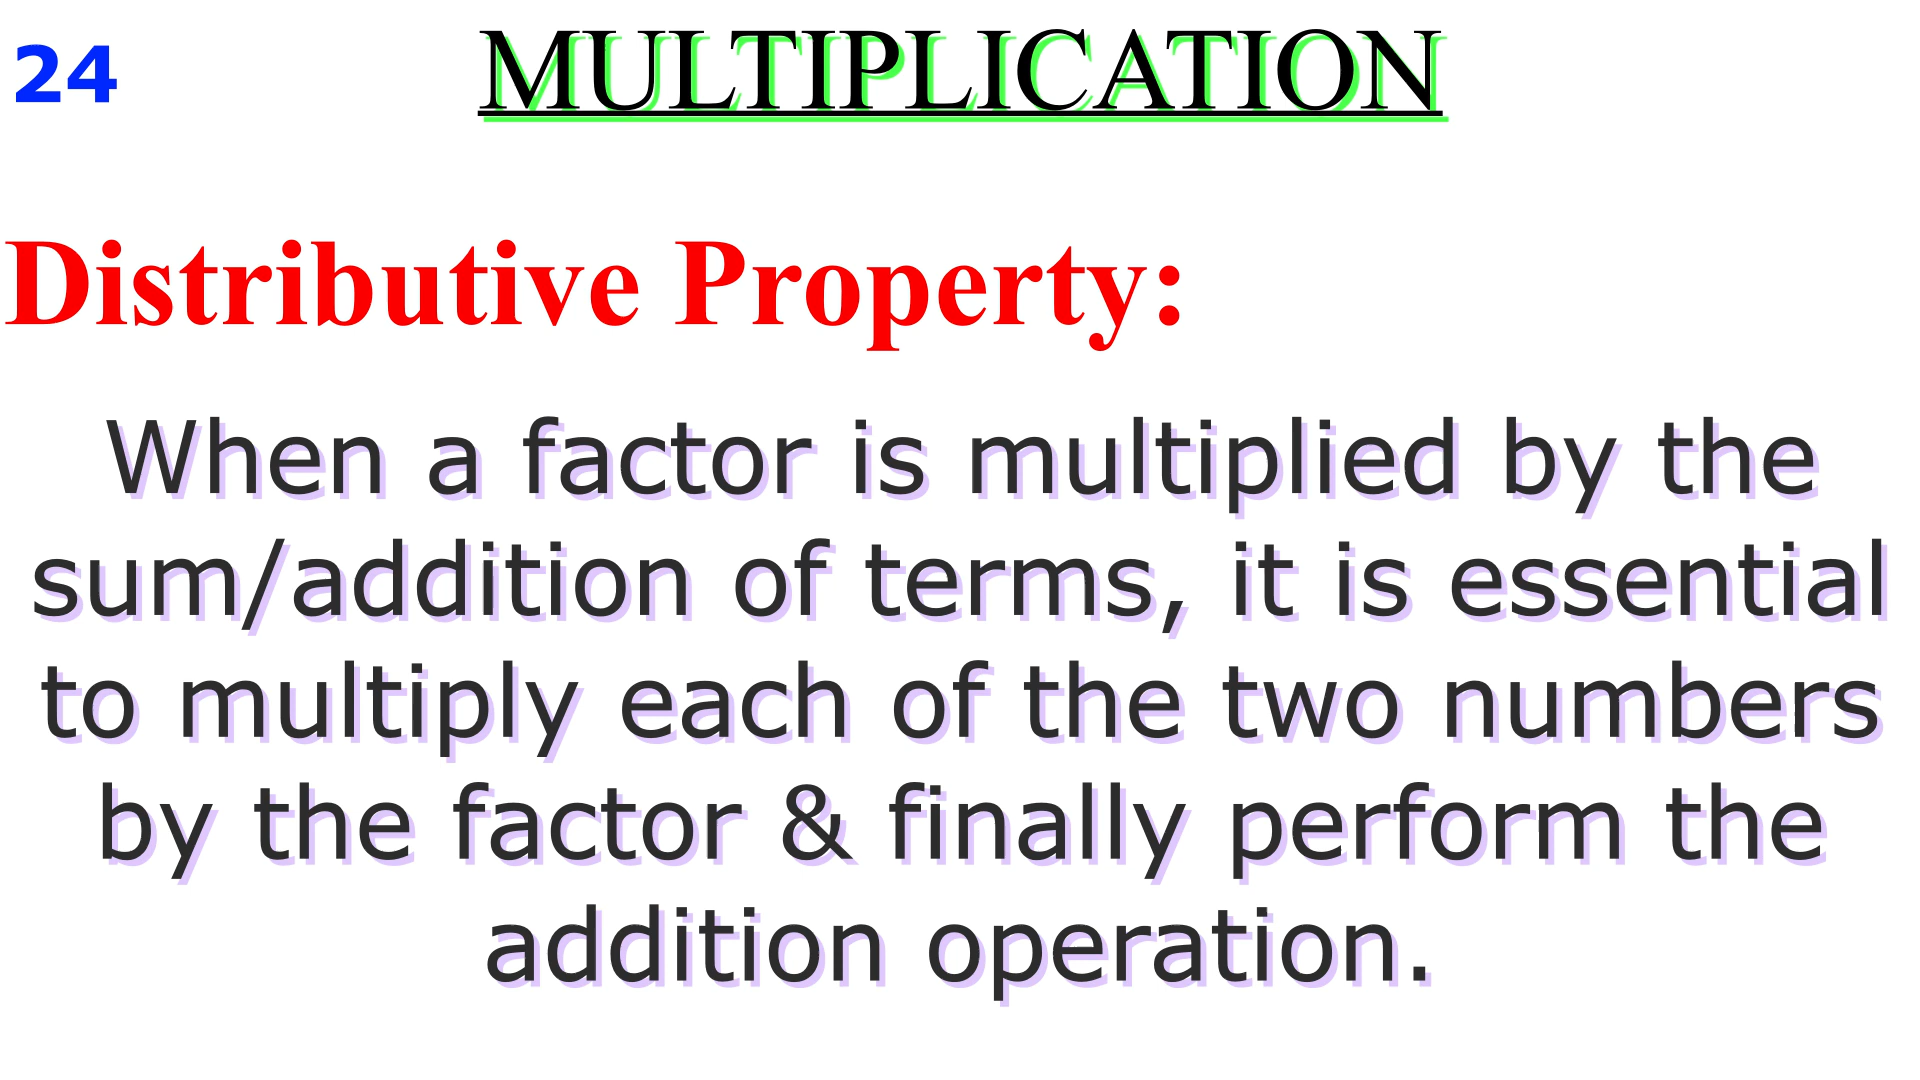 24
MULTIPLICATION
Distributive Property:
When a factor is multiplied by the
sum/addition of terms, it is essential
to multiply each of the two numbers
by the factor & finally perform the
addition operation.